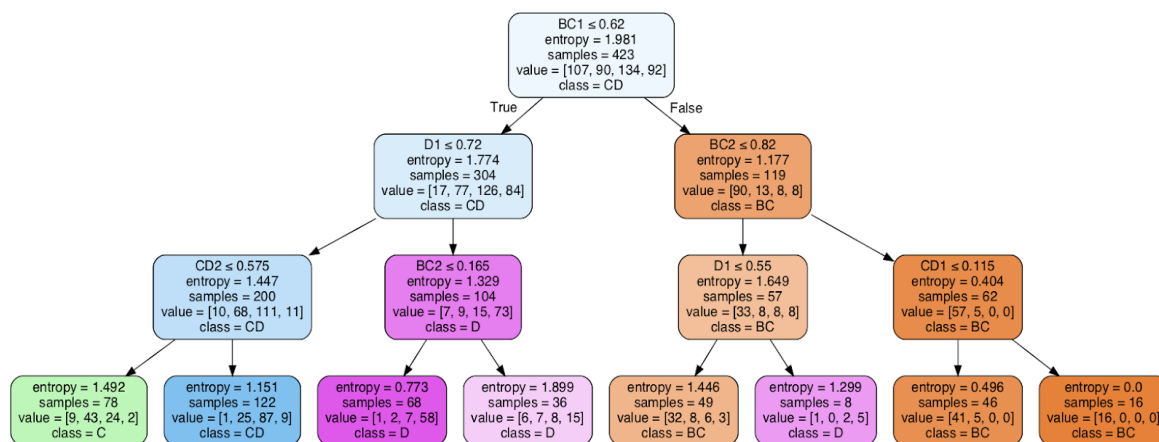 BC1 ≤ 0.62
entropy = 1.981
samples = 423
value = [107, 90, 134, 92]
class = CD
True
False
D1 ≤ 0.72
entropy = 1.774
samples = 304
value = [17, 77, 126, 84]
class = CD
BC2 ≤ 0.82
entropy = 1.177
samples = 119
value = [90, 13, 8, 8]
class = BC
CD2 ≤ 0.575
entropy = 1.447
samples = 200
value = [10, 68, 111, 11]
class = CD
BC2 ≤ 0.165
entropy = 1.329
samples = 104
value = [7, 9, 15, 73]
class = D
D1 ≤ 0.55
entropy = 1.649
samples = 57
value = [33, 8, 8, 8]
class = BC
CD1 ≤ 0.115
entropy = 0.404
samples = 62
value = [57, 5, 0, 0]
class = BC
entropy = 1.492
samples = 78
value = [9, 43, 24, 2]
class = C
entropy = 1.151
samples = 122
value = [1, 25, 87, 9]
class = CD
entropy = 0.773
samples = 68
value = [1, 2, 7, 58]
class = D
entropy = 1.899
samples = 36
value = [6, 7, 8, 15]
class = D
entropy = 1.446
samples = 49
value = [32, 8, 6, 3]
class = BC
entropy = 1.299
samples = 8
value = [1, 0, 2, 5]
class = D
entropy = 0.496
samples = 46
value = [41, 5, 0, 0]
class = BC
entropy = 0.0
samples = 16
value = [16, 0, 0, 0]
class = BC